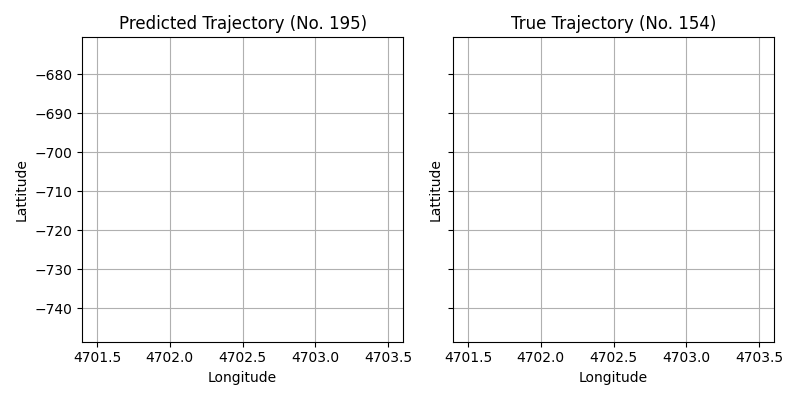 Predicted Trajectory (No. 195)
True Trajectory (No. 154)
−680
−690
−700
−710
−720
−730
−740
Lattitude
Lattitude
4701.5 4702.0 4702.5 4703.0 4703.5
4701.5 4702.0 4702.5 4703.0 4703.5
Longitude
Longitude